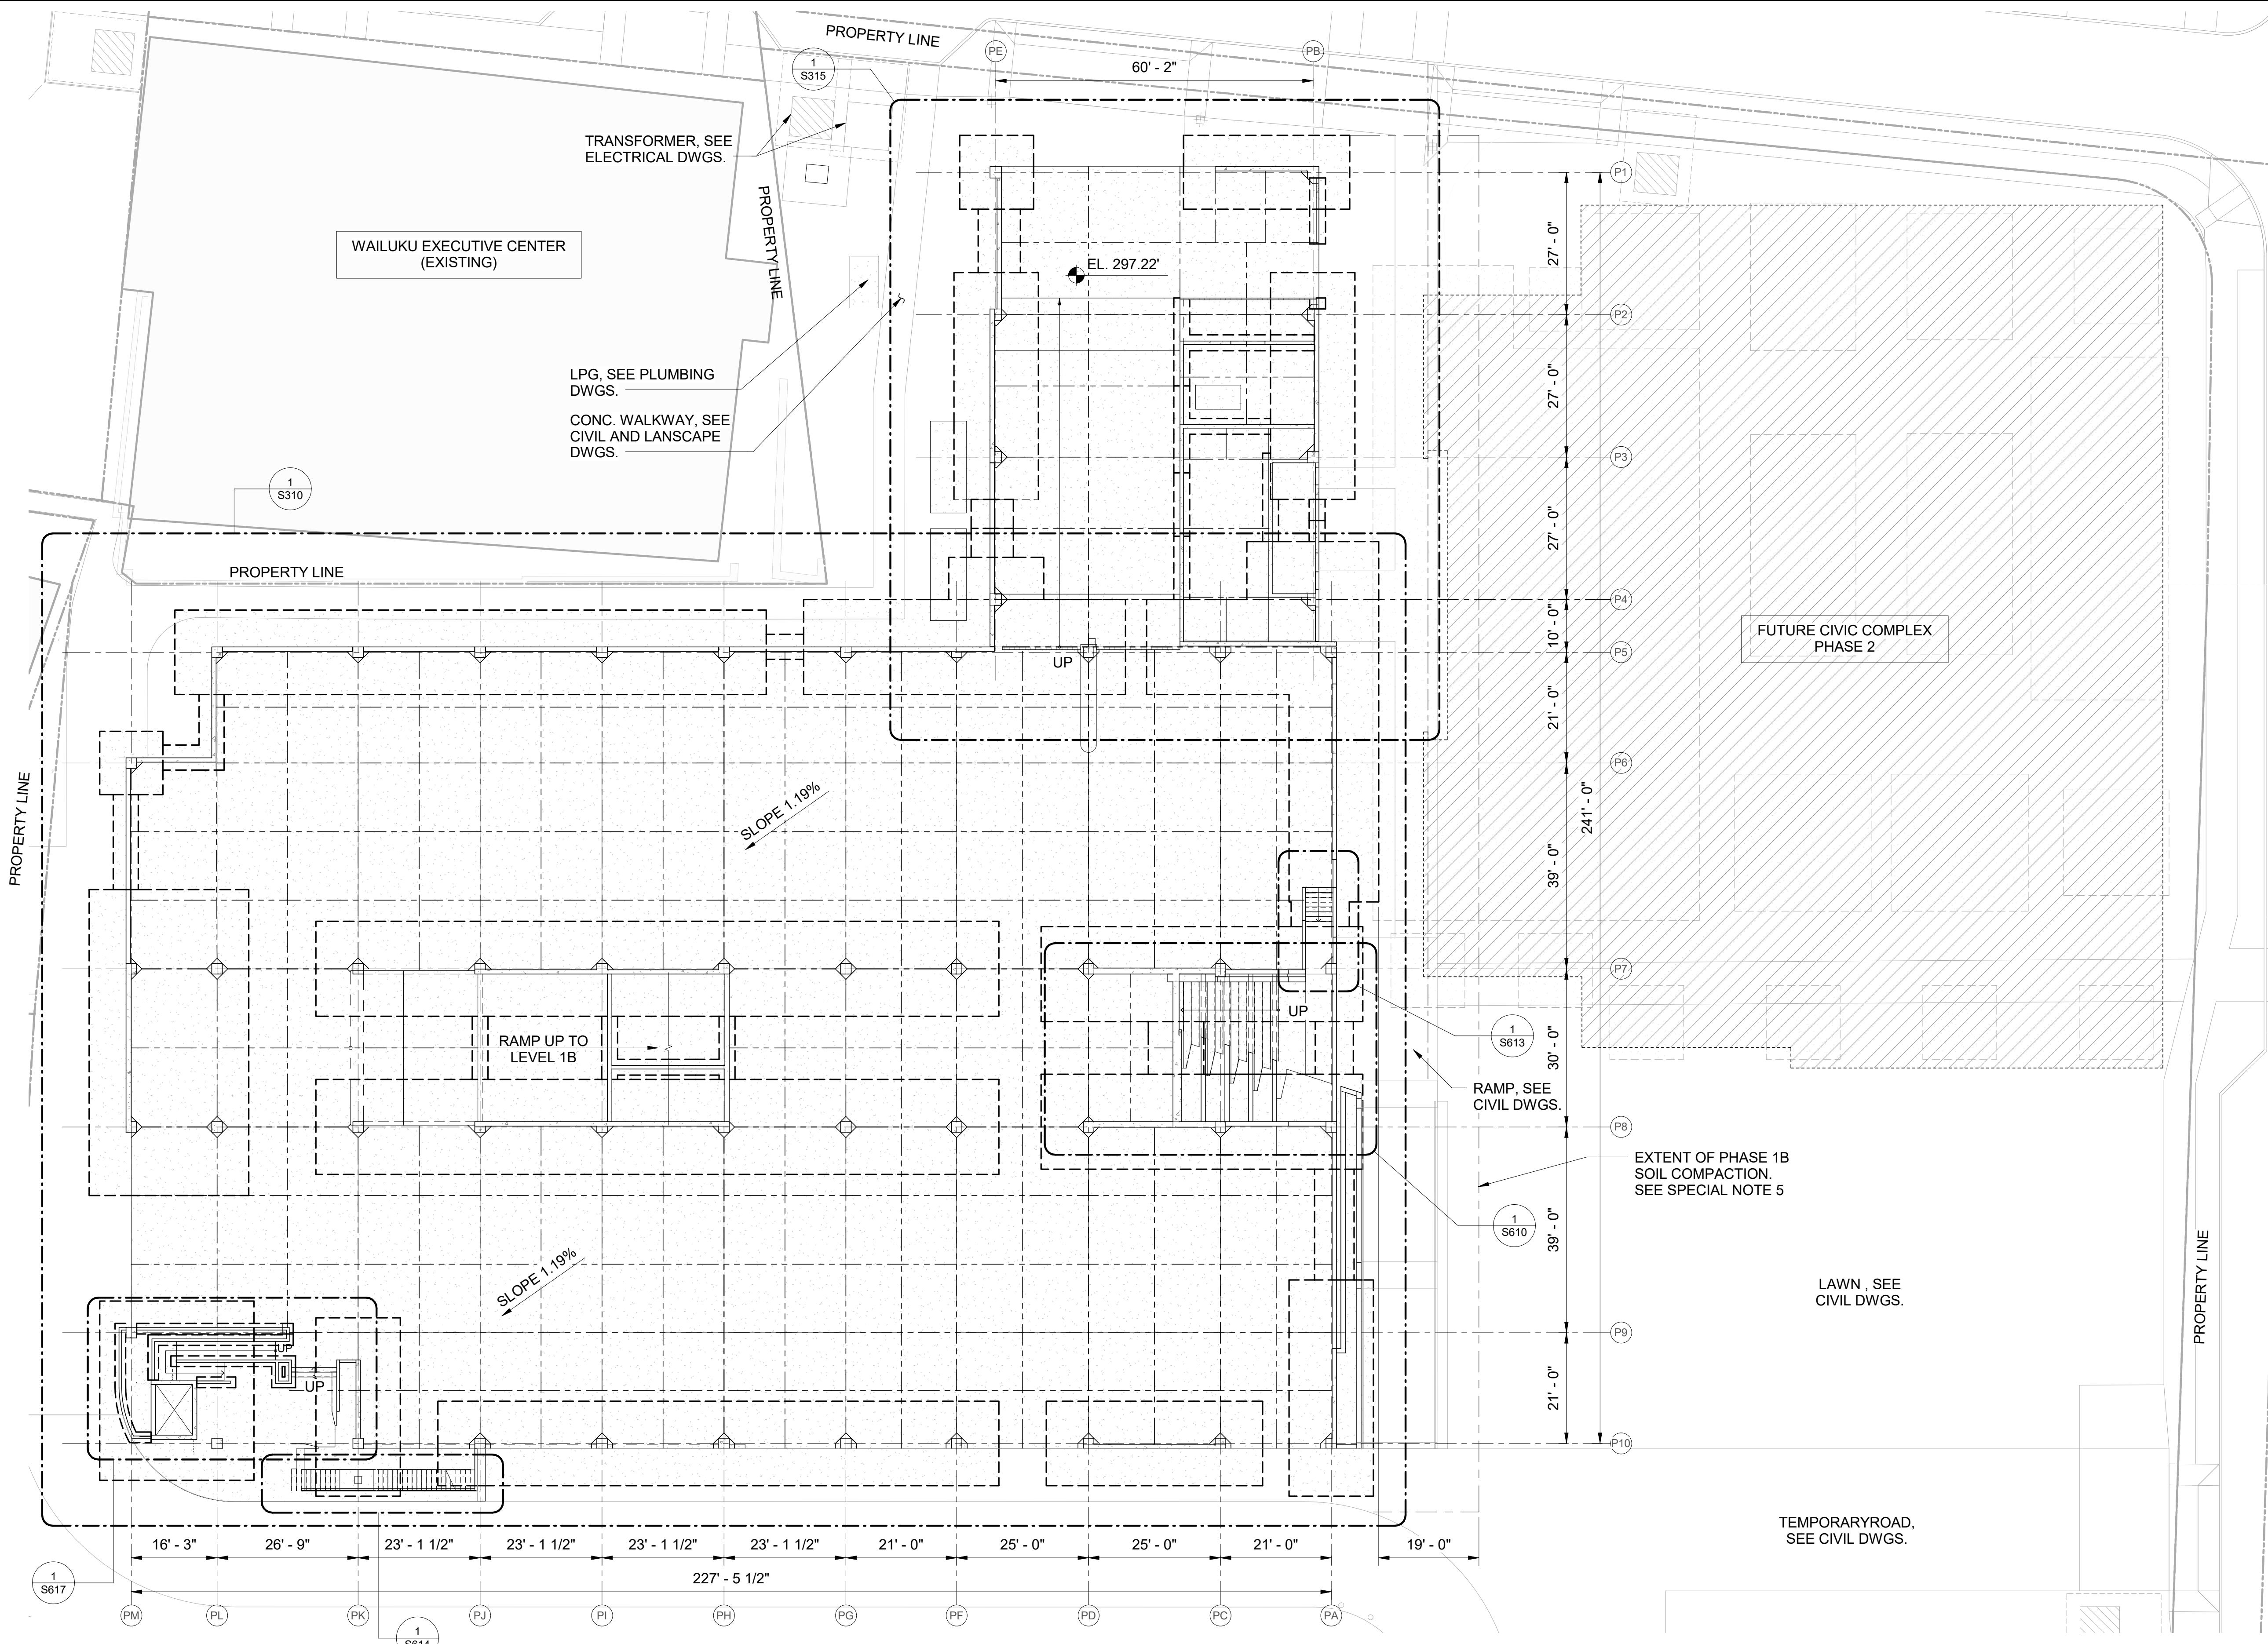 PROPERTY LINE
1
S315
PE
PB
60' - 2"
TRANSFORMER, SEE
ELECTRICAL DWGS.
PROPERTY LINE
WAILUKU EXECUTIVE CENTER
(EXISTING)
EL. 297.22'
P1
27' - 0"
P2
LPG, SEE PLUMBING
DWGS.
27' - 0"
CONC. WALKWAY, SEE
CIVIL AND LANSCAPE
DWGS.
P3
1
S310
27' - 0"
PROPERTY LINE
P4
10' - 0"
FUTURE CIVIC COMPLEX
PHASE 2
P5
UP
21' - 0"
P6
PROPERTY LINE
SLOPE 1.19%
241' - 0"
39' - 0"
P7
UP
RAMP UP TO
LEVEL 1B
1
S613
30' - 0"
RAMP, SEE
CIVIL DWGS.
P8
EXTENT OF PHASE 1B
SOIL COMPACTION.
SEE SPECIAL NOTE 5
1
S610
39' - 0"
SLOPE 1.19%
LAWN , SEE
CIVIL DWGS.
PROPERTY LINE
P9
UP
UP
21' - 0"
P10
TEMPORARYROAD,
SEE CIVIL DWGS.
16' - 3"
26' - 9"
23' - 1 1/2"
23' - 1 1/2"
23' - 1 1/2"
23' - 1 1/2"
21' - 0"
25' - 0"
25' - 0"
21' - 0"
19' - 0"
227' - 5 1/2"
1
S617
PM
PL
PK
PJ
PI
PH
PG
PF
PD
PC
PA
1
S614